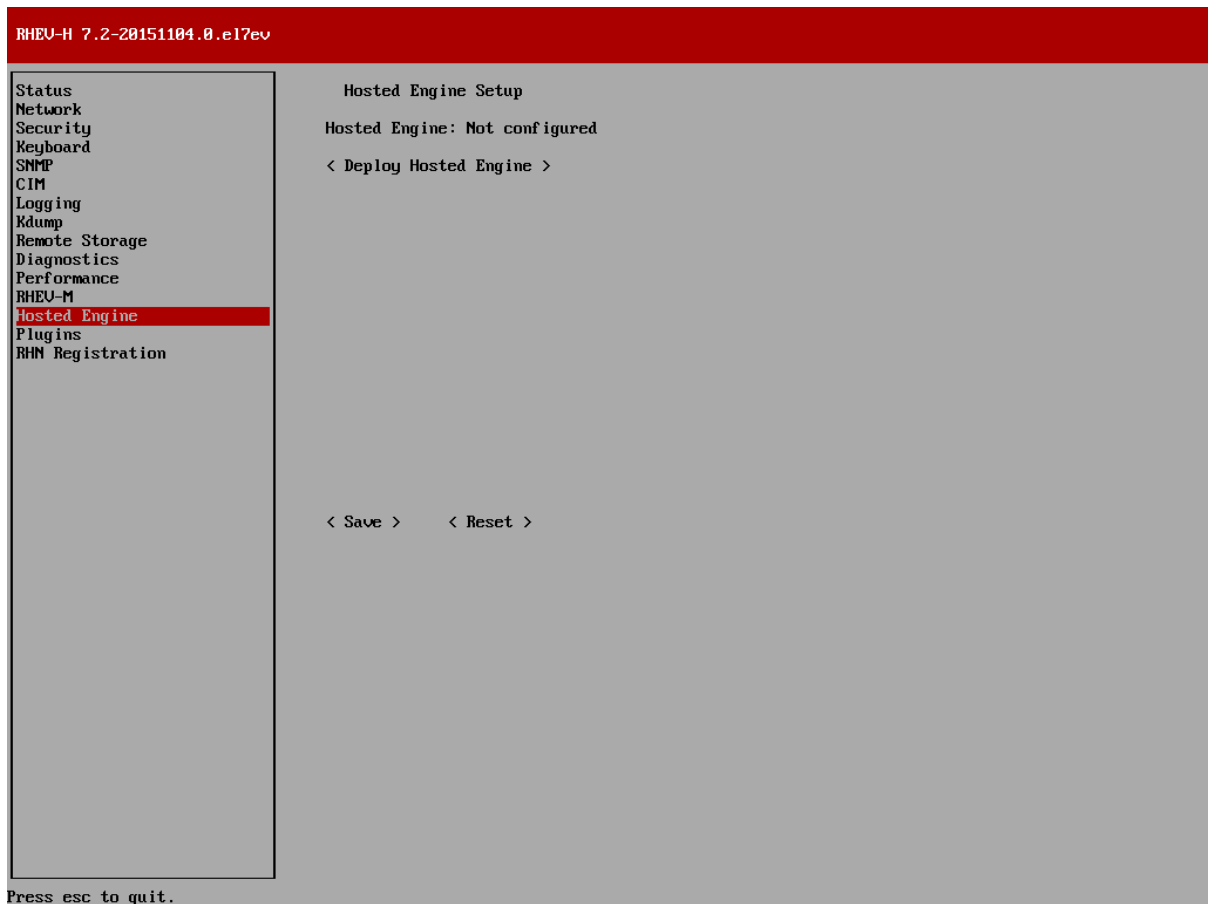 RHEV-H 7.2-20151104.0.el7ev
Status
Network
Security
Keyboard
SNMP
CIM
Logging
Kdump
Remote Storage
Diagnostics
Performance
RHEV-M
Hosted Engine
Plugins
RHN Registration
Hosted Engine Setup
Hosted Engine: Not configured
< Deploy Hosted Engine >
< Save > < Reset >
Press esc to quit.